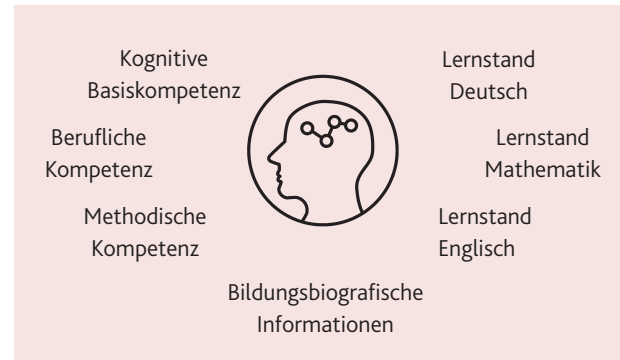 Kognitive
Basiskompetenz
Berufliche
Kompetenz
Methodische
Kompetenz
Lernstand
Deutsch
Lernstand
Mathematik
Lernstand
Englisch
Bildungsbiografische
Informationen